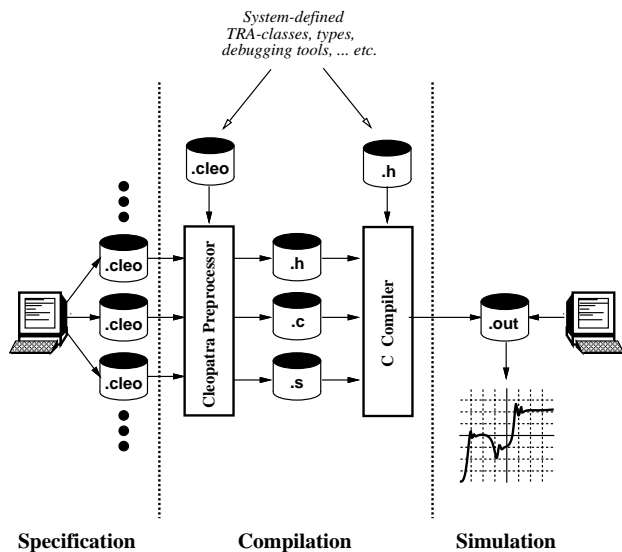 System-defined
TRA-classes, types,
debugging tools, ... etc.
.cleo
.h
.cleo
.cleo
.cleo
Cleopatra Preprocessor
.h
.c
.s
C Compiler
.out
Specification
Compilation
Simulation